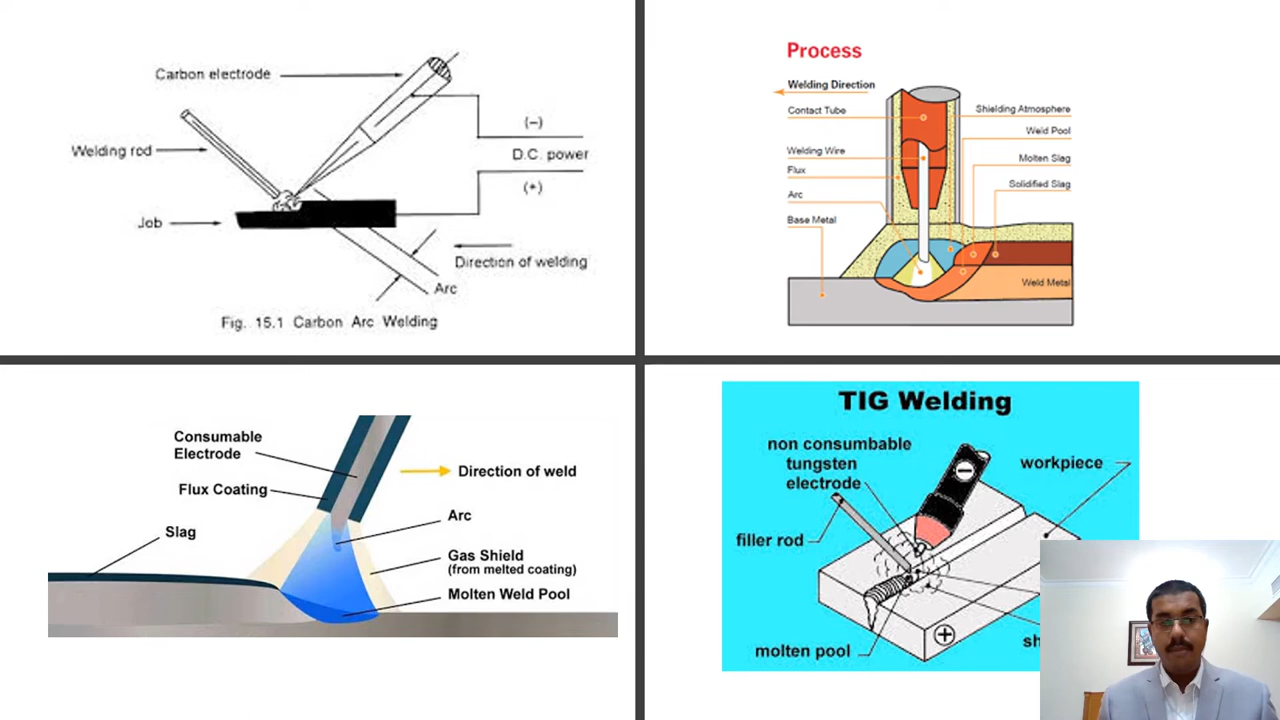 Carbon electrode
Welding rod
(–)
D.C. power
(+)
Job
Direction of welding
Arc
Fig. 15.1 Carbon Arc Welding
Process
Welding Direction
Contact Tube
Shielding Atmosphere
Weld Pool
Welding Wire
Molten Slag
Flux
Solidified Slag
Arc
Base Metal
Weld Metal
Consumable
Electrode
Direction of weld
Flux Coating
Arc
Slag
Gas Shield
(from melted coating)
Molten Weld Pool
TIG Welding
non consumbable
tungsten
electrode
workpiece
filler rod
molten pool
sh